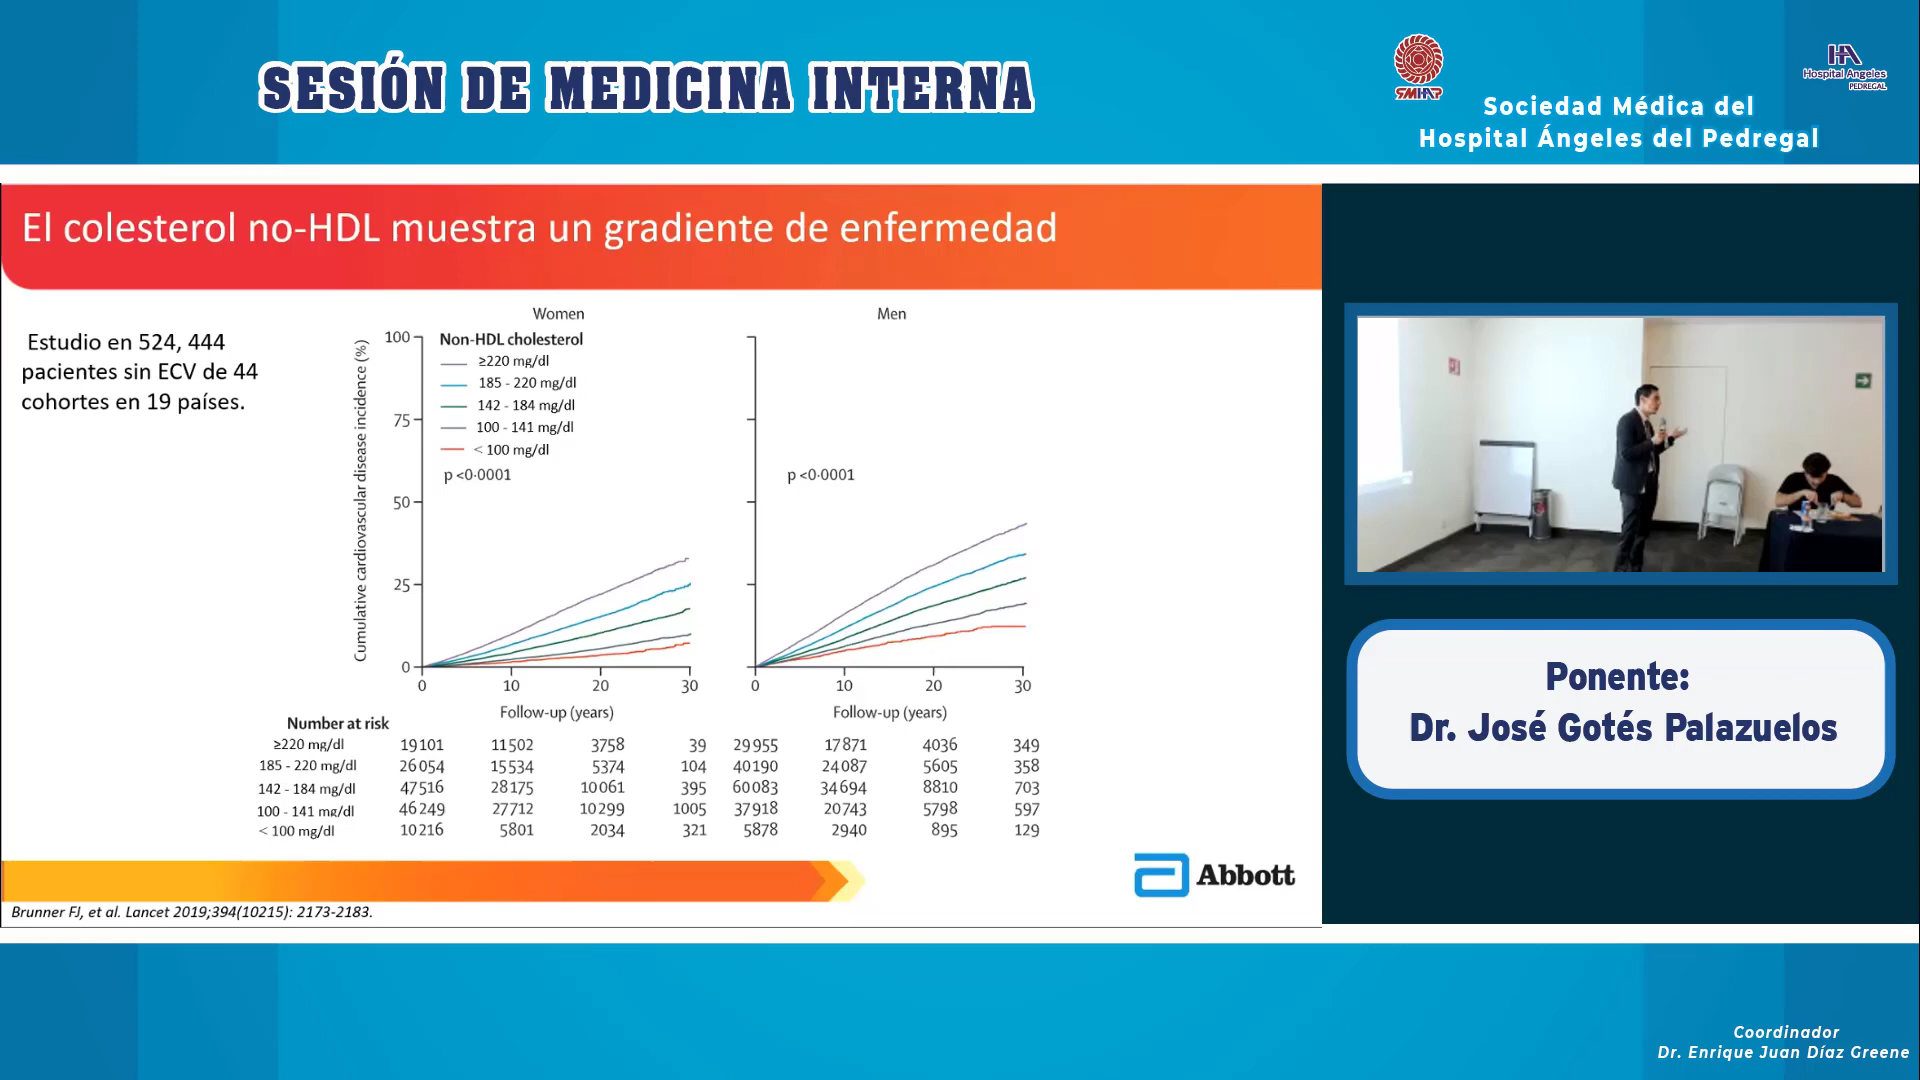 SESIÓN DE MEDICINA INTERNA
SMHAP
Hospital Angeles
PEDREGAL
Sociedad Médica del
Hospital Ángeles del Pedregal
El colesterol no-HDL muestra un gradiente de enfermedad
Estudio en 524, 444
pacientes sin ECV de 44
cohortes en 19 países.
Women
Men
Cumulative cardiovascular disease incidence (%)
100
75
50
25
0
Non-HDL cholesterol
≥220 mg/dl
185 - 220 mg/dl
142 - 184 mg/dl
100 - 141 mg/dl
< 100 mg/dl
p <0·0001
p <0·0001
0 10 20 30
0 10 20 30
Follow-up (years)
Follow-up (years)
Number at risk
≥220 mg/dl 19101 11502 3758 39 29955 17871 4036 349
185 - 220 mg/dl 26054 15534 5374 104 40190 24087 5605 358
142 - 184 mg/dl 47516 28175 10061 395 60083 34694 8810 703
100 - 141 mg/dl 46249 27712 10299 1005 37918 20743 5798 597
< 100 mg/dl 10216 5801 2034 321 5878 2940 895 129
Abbott
Brunner FJ, et al. Lancet 2019;394(10215): 2173-2183.
Ponente:
Dr. José Gotés Palazuelos
Coordinador
Dr. Enrique Juan Díaz Greene